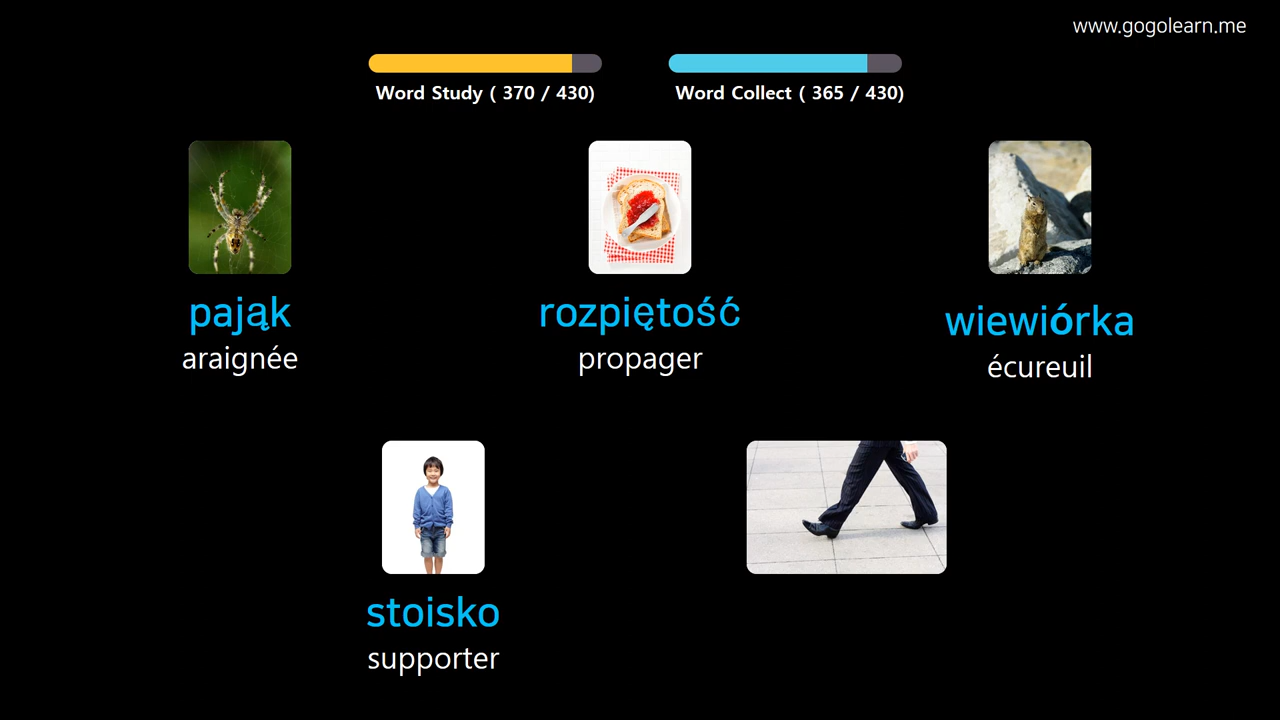 www.gogolearn.me
Word Study ( 370 / 430)
Word Collect ( 365 / 430)
pająk
araignée
rozpiętość
propager
wiewiórka
écureuil
stoisko
supporter